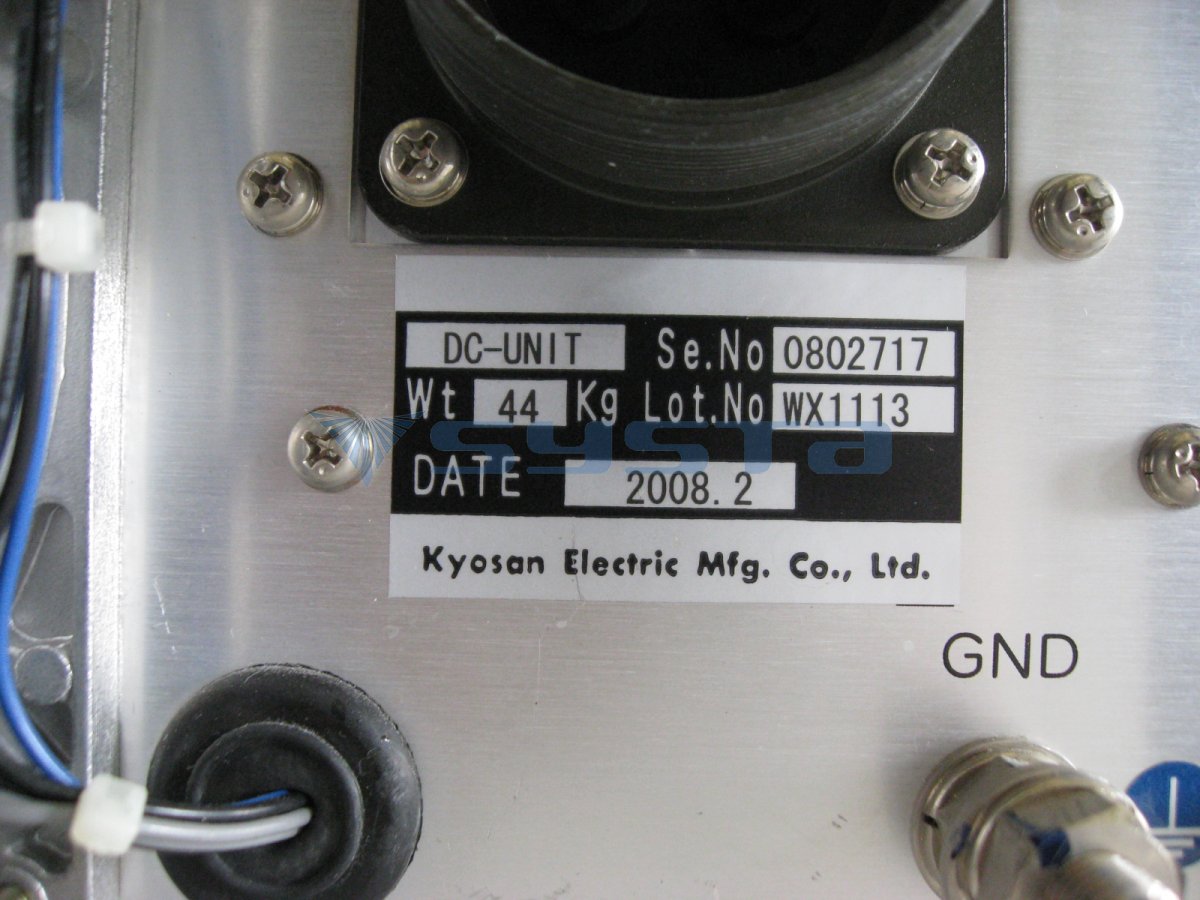 DC-UNIT Se.No 0802717
Wt 44 Kg Lot.No WX1113
systa
DATE 2008.2
Kyosan Electric Mfg. Co., Ltd.
GND